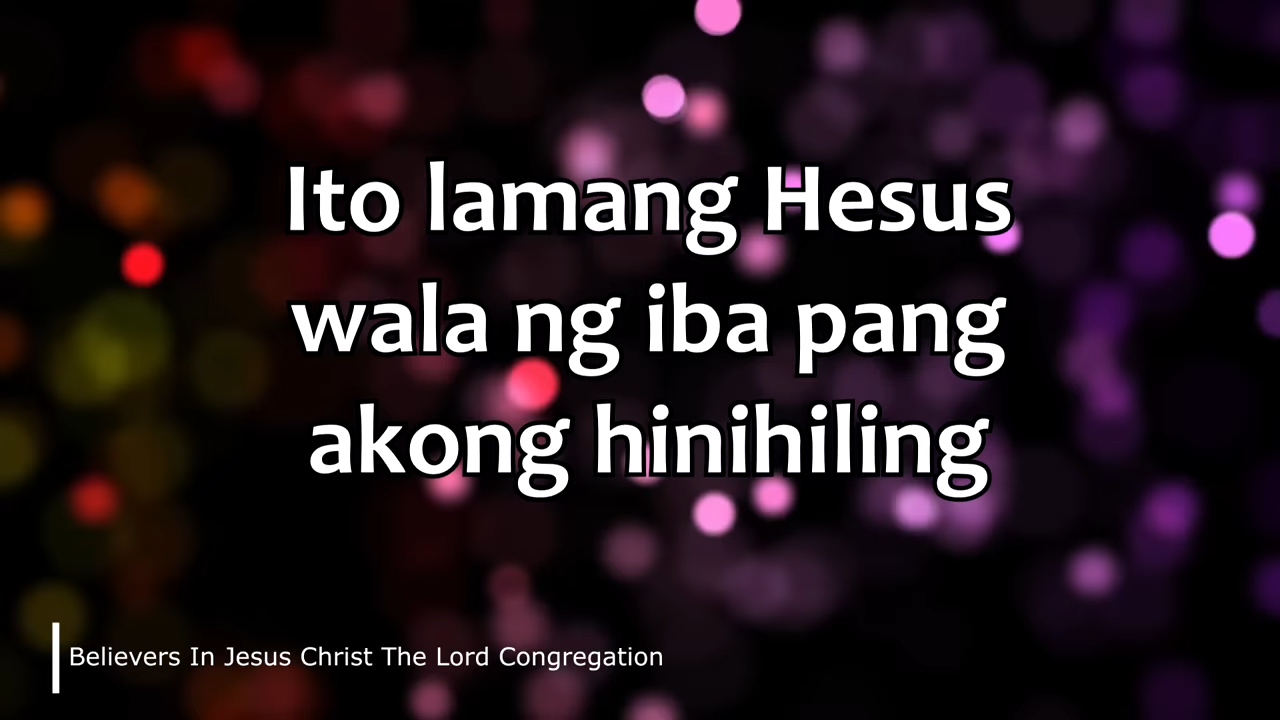 Ito lamang Hesus
wala ng iba pang
akong hinihiling
Believers In Jesus Christ The Lord Congregation